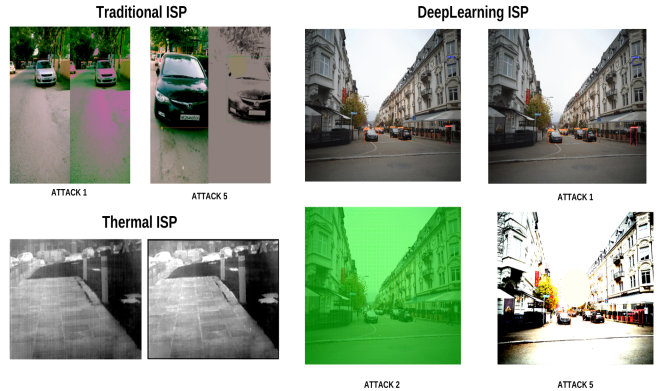 Traditional ISP
DeepLearning ISP
ATTACK 1
ATTACK 5
ATTACK 1
Thermal ISP
ATTACK 2
ATTACK 5